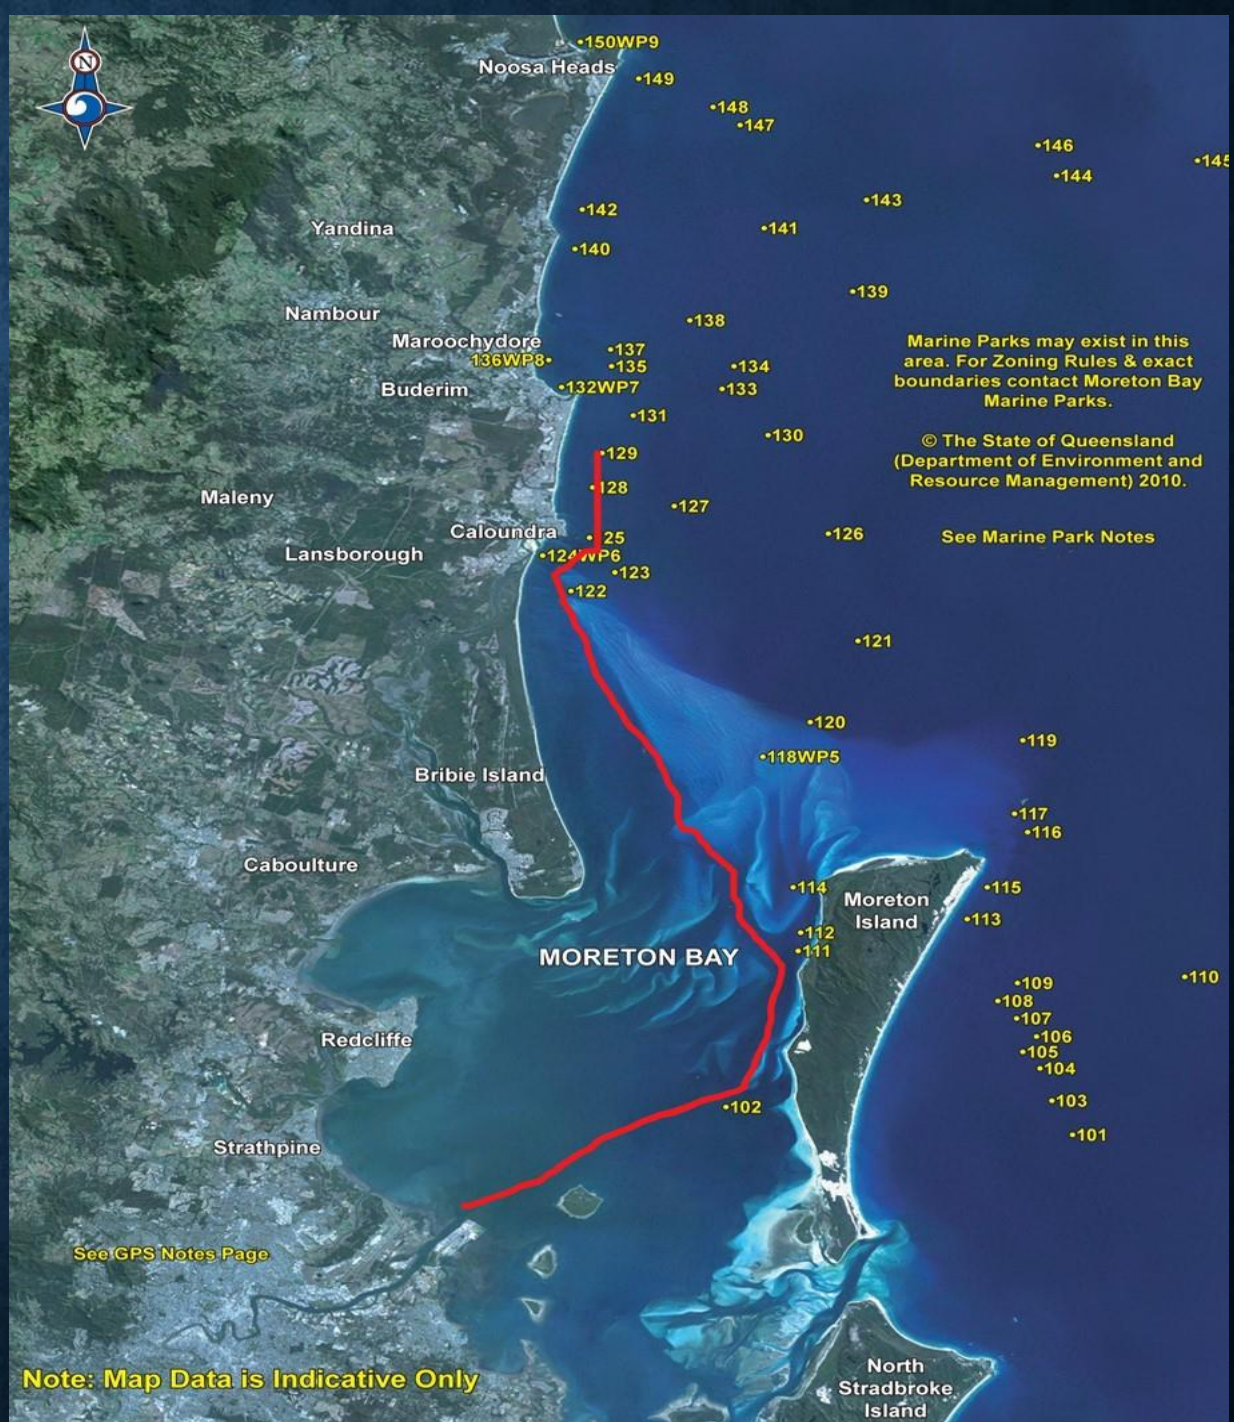 N
•150WP9
Noosa Heads
•149
•148
•147
•146
•145
•144
•143
•142
Yandina
•141
•140
•139
Nambour
•138
Maroochydore
•137
136WP8•
•135
•134
Marine Parks may exist in this
area. For Zoning Rules & exact
boundaries contact Moreton Bay
Marine Parks.
Buderim
•132WP7
•133
•131
•130
© The State of Queensland
(Department of Environment and
Resource Management) 2010.
•129
•128
Maleny
•127
Caloundra
•126
See Marine Park Notes
Lansborough
•124WP6
•123
•122
•121
•120
•119
•118WP5
Bribie Island
•117
•116
Caboulture
•114
•115
Moreton
Island
•113
•112
•111
MORETON BAY
•110
•109
•108
•107
Redcliffe
•106
•105
•104
•103
•102
•101
Strathpine
See GPS Notes Page
North
Stradbroke
Island
Note: Map Data is Indicative Only